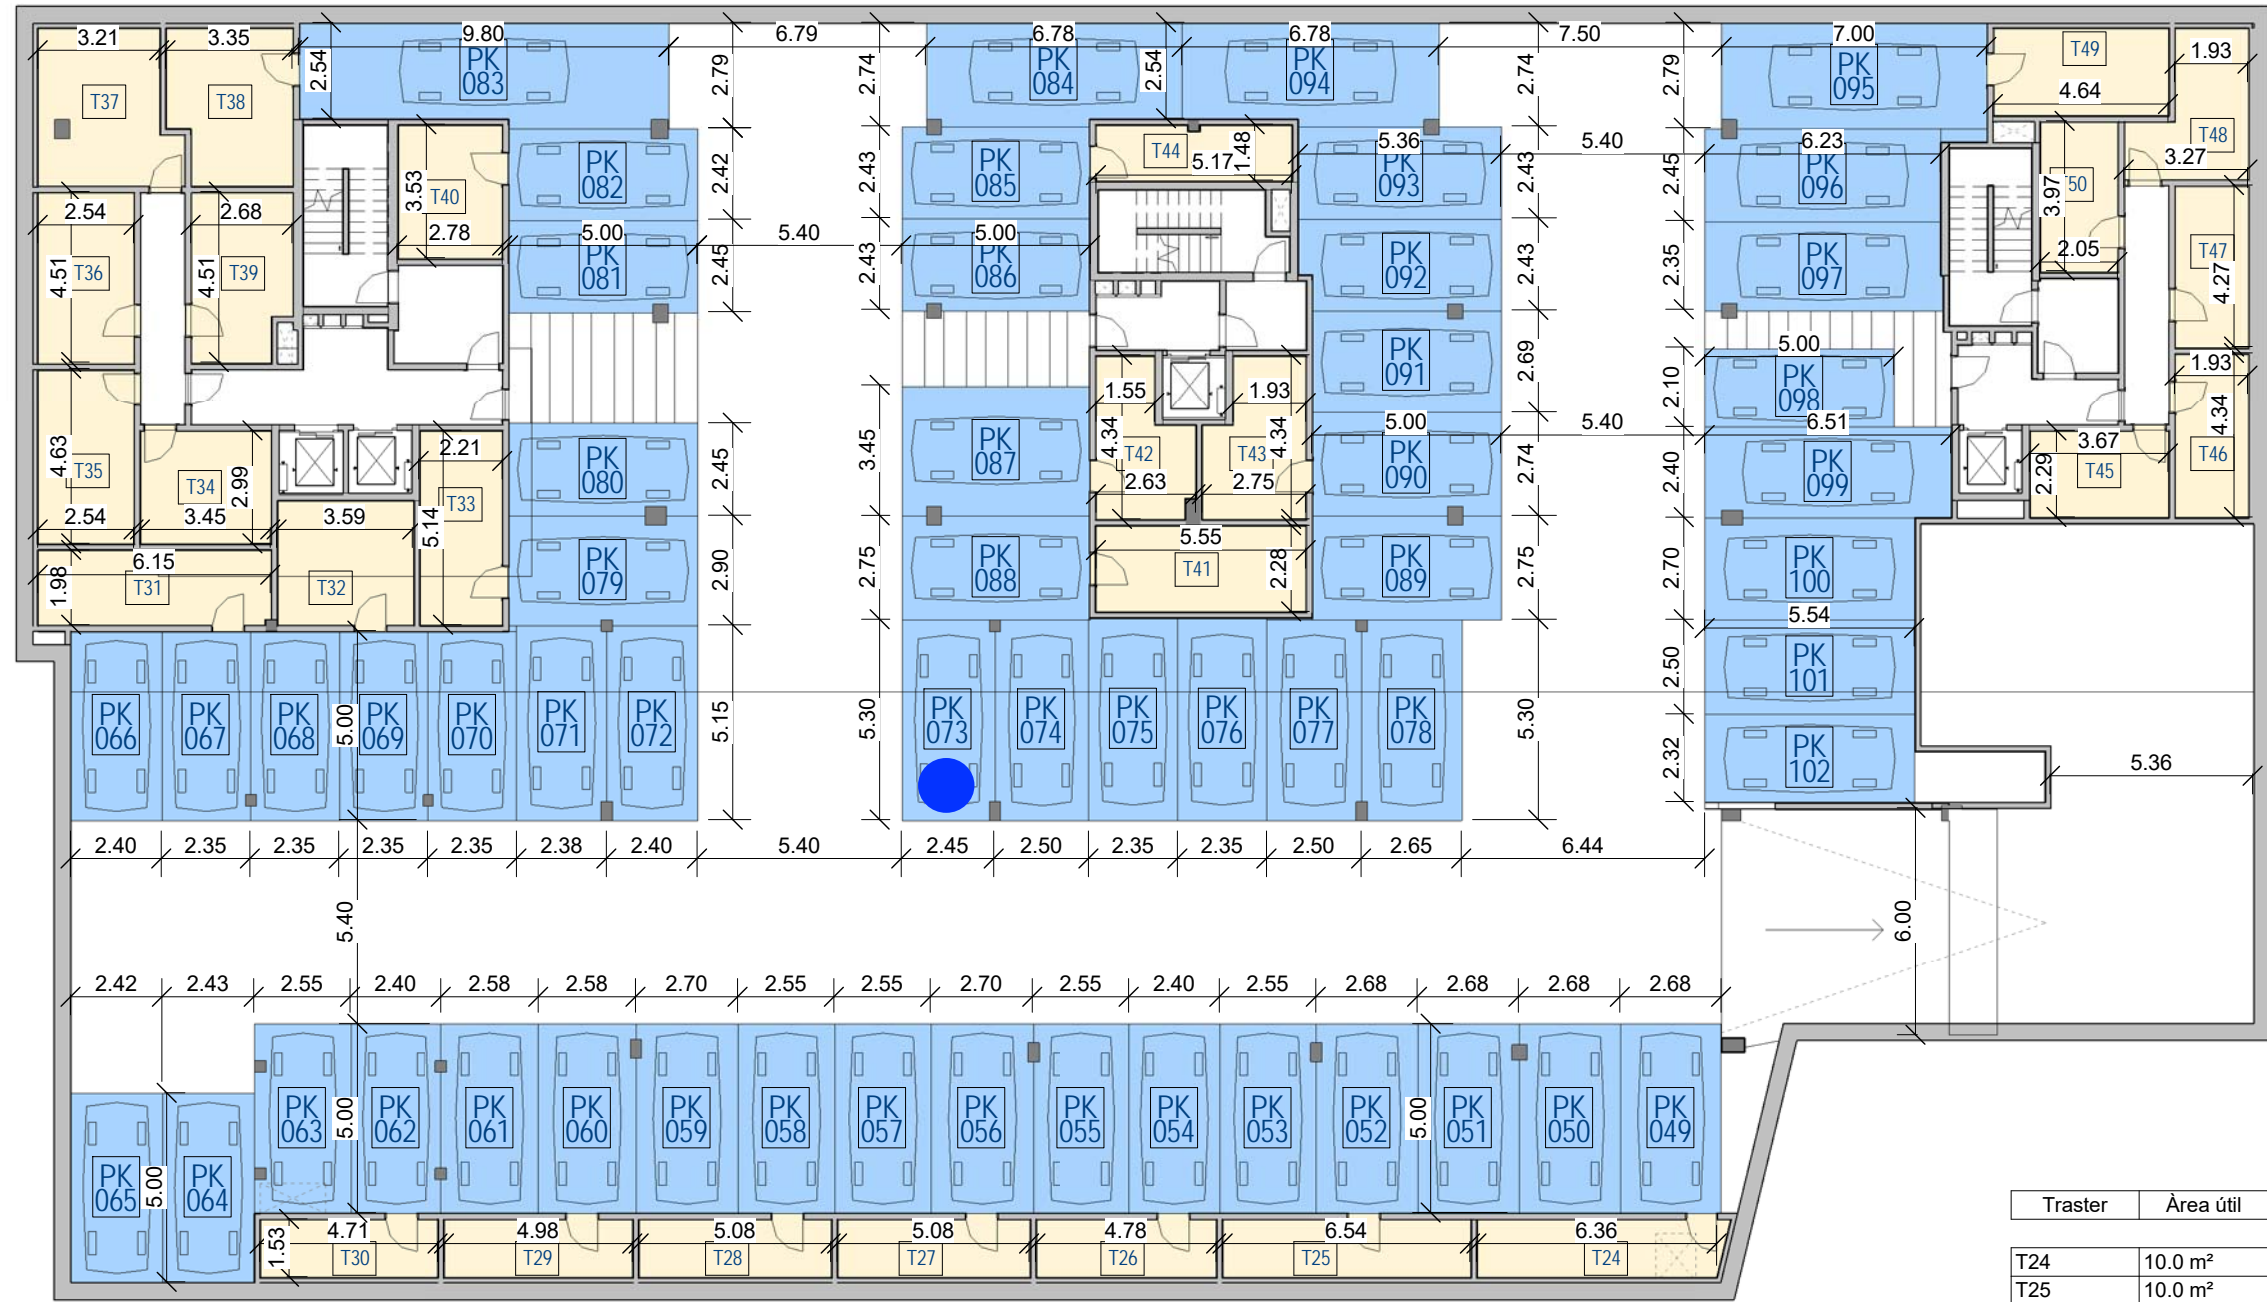 3.21
3.35
9.80
6.79
6.78
6.78
7.50
7.00
T49
1.93
T37
T38
2.54
PK
083
2.79
2.74
PK
084
2.54
PK
094
2.74
2.79
PK
095
4.64
T48
3.27
T40
3.53
2.78
PK
082
2.42
2.43
PK
085
T44
5.17
1.48
5.36
PK
093
2.43
5.40
2.45
6.23
PK
096
3.97
T50
2.05
2.54
2.68
T36
4.51
T39
4.51
5.00
PK
081
2.45
5.40
2.43
5.00
PK
086
PK
092
2.43
2.35
PK
097
T47
4.27
PK
091
2.69
5.00
PK
098
2.10
1.93
4.34
T46
1.55
1.93
4.34
T42
2.63
T43
4.34
2.75
5.00
PK
090
2.74
5.40
6.51
PK
099
2.40
3.67
2.29
T45
4.63
T35
2.54
T34
2.99
3.45
3.59
2.21
T33
5.14
PK
080
2.45
3.45
PK
087
6.15
1.98
T31
T32
PK
079
2.90
2.75
PK
088
5.55
T41
2.28
PK
089
2.75
2.70
PK
100
5.54
PK
066
PK
067
PK
068
5.00
PK
069
PK
070
PK
071
PK
072
5.15
5.30
PK
073
PK
074
PK
075
PK
076
PK
077
PK
078
5.30
2.50
PK
101
2.32
PK
102
5.36
2.40
2.35
2.35
2.35
2.35
2.38
2.40
5.40
2.45
2.50
2.35
2.35
2.50
2.65
6.44
5.40
6.00
2.42
2.43
2.55
2.40
2.58
2.58
2.70
2.55
2.55
2.70
2.55
2.40
2.55
2.68
2.68
2.68
2.68
PK
065
5.00
PK
064
PK
063
5.00
PK
062
PK
061
PK
060
PK
059
PK
058
PK
057
PK
056
PK
055
PK
054
PK
053
PK
052
5.00
PK
051
PK
050
PK
049
1.53
4.71
T30
4.98
T29
5.08
T28
5.08
T27
4.78
T26
6.54
T25
6.36
T24
Traster Àrea útil
T24 10.0 m²
T25 10.0 m²